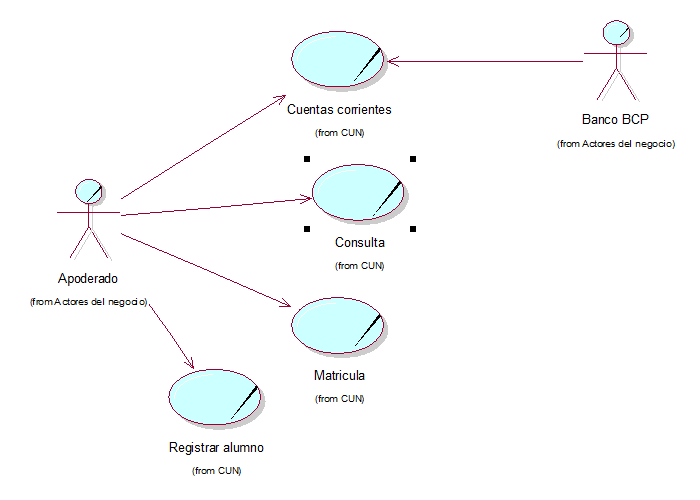 Cuentas corrientes
(from CUN)
Banco BCP
(from Actores del negocio)
Consulta
(from CUN)
Apoderado
(from Actores del negocio)
Matricula
(from CUN)
Registrar alumno
(from CUN)